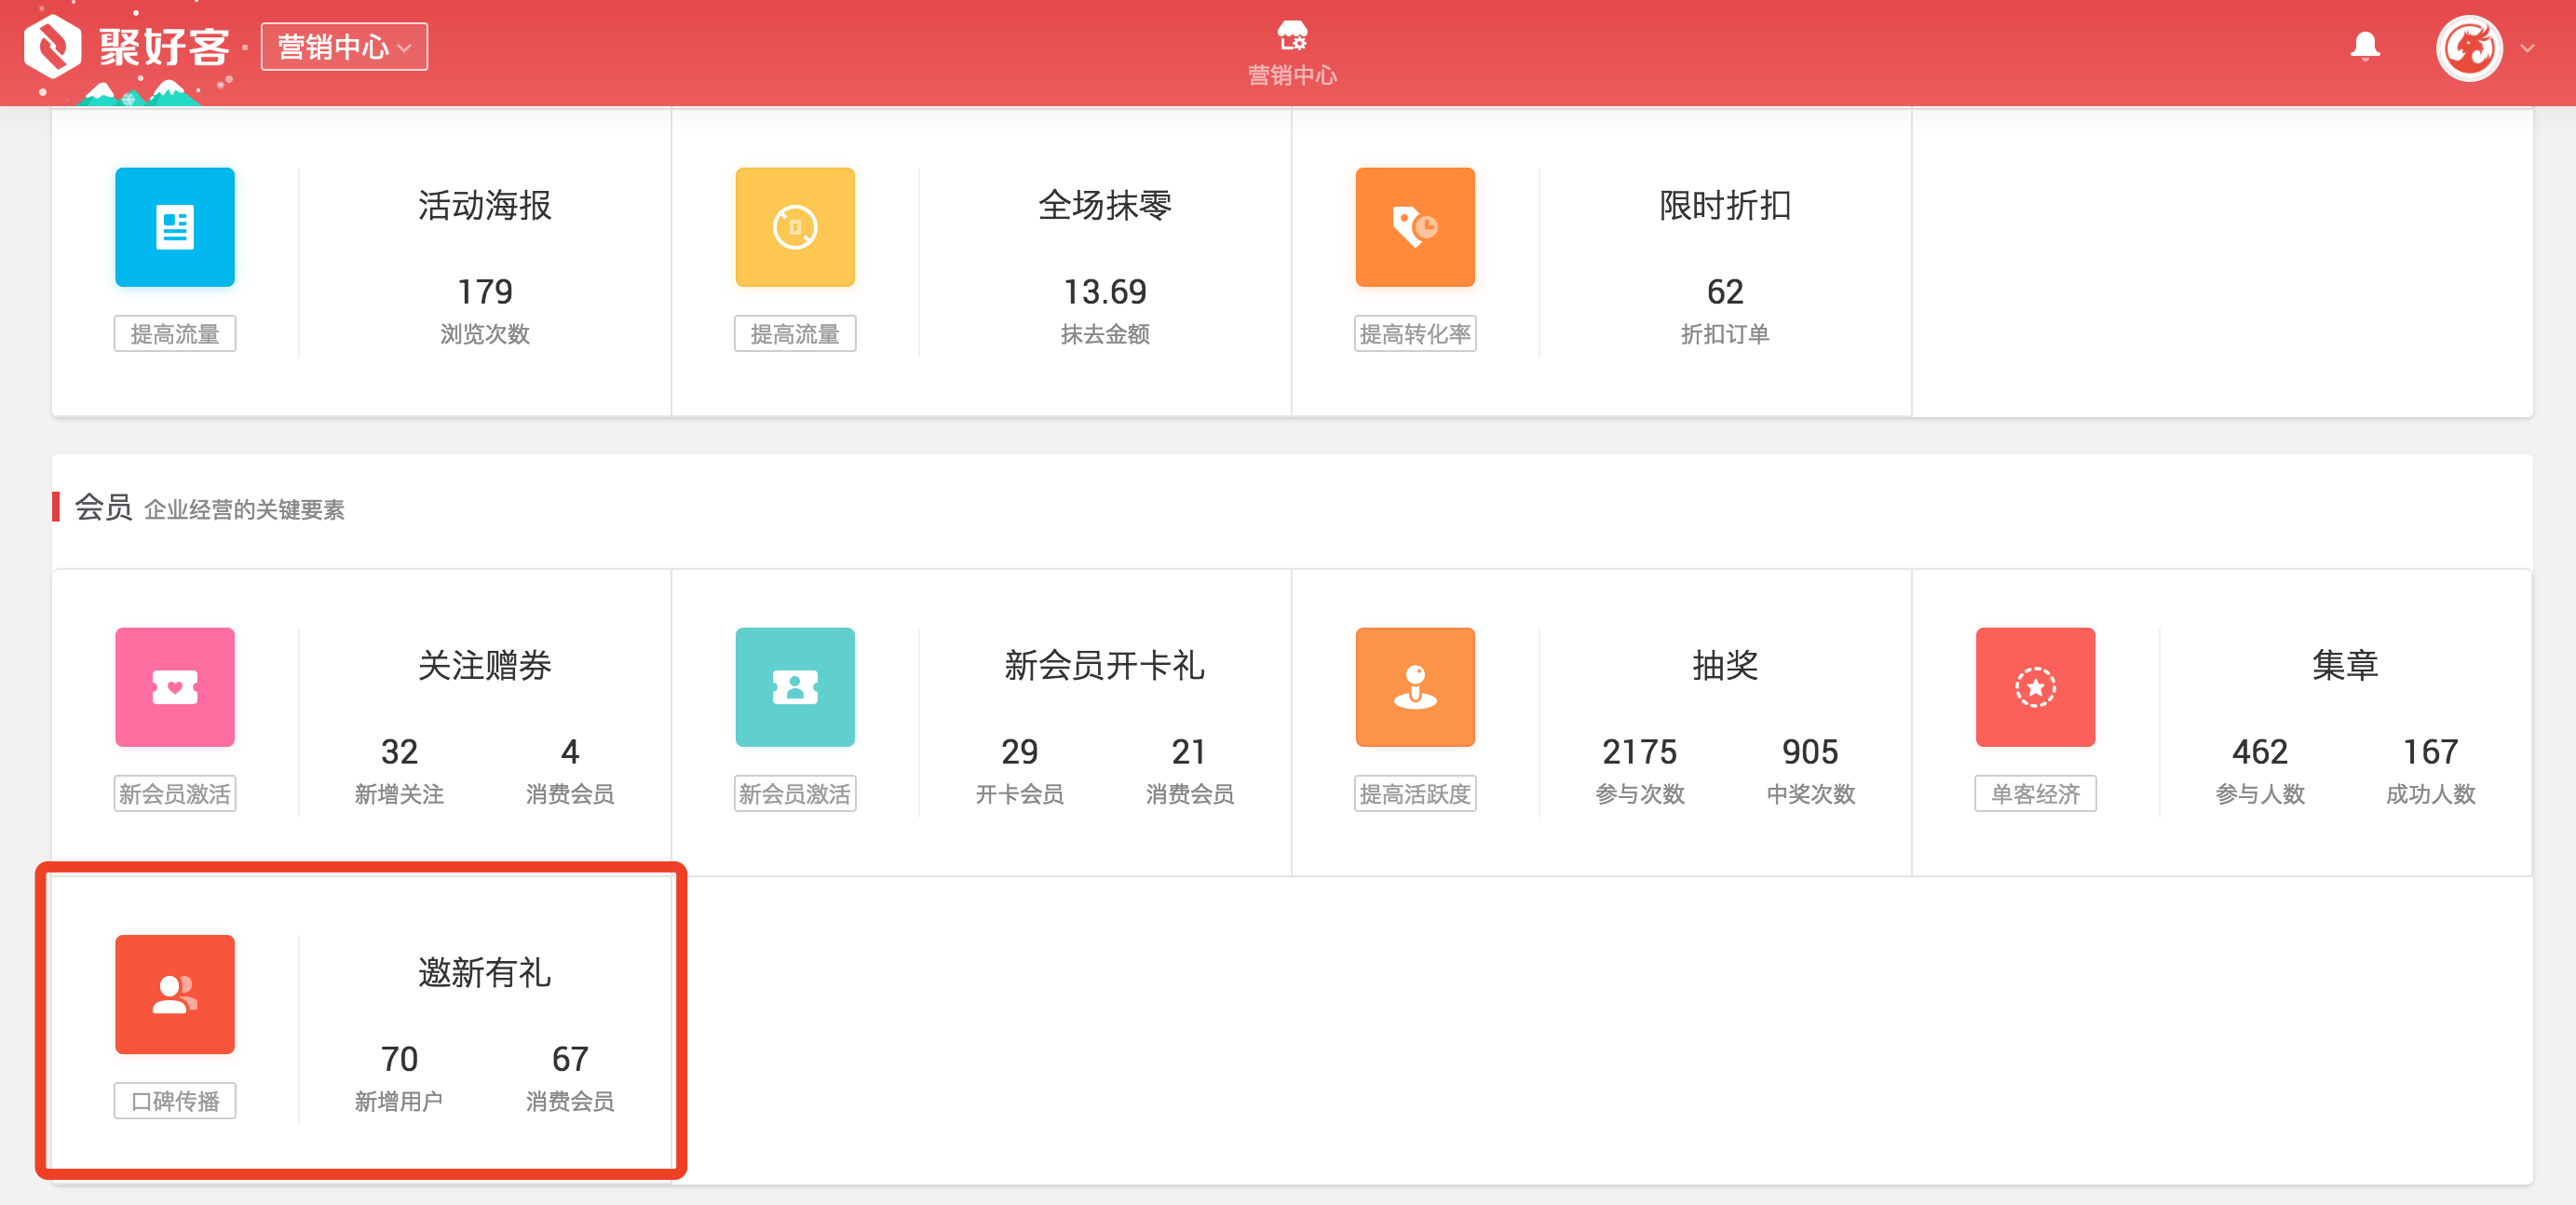 聚好客
营销中心
营销中心
活动海报
179
浏览次数
提高流量
全场抹零
13.69
抹去金额
提高流量
限时折扣
62
折扣订单
提高转化率
会员 企业经营的关键要素
关注赠券
32 4
新增关注 消费会员
新会员激活
新会员开卡礼
29 21
开卡会员 消费会员
新会员激活
抽奖
2175 905
参与次数 中奖次数
提高活跃度
集章
462 167
参与人数 成功人数
单客经济
邀新有礼
70 67
新增用户 消费会员
口碑传播